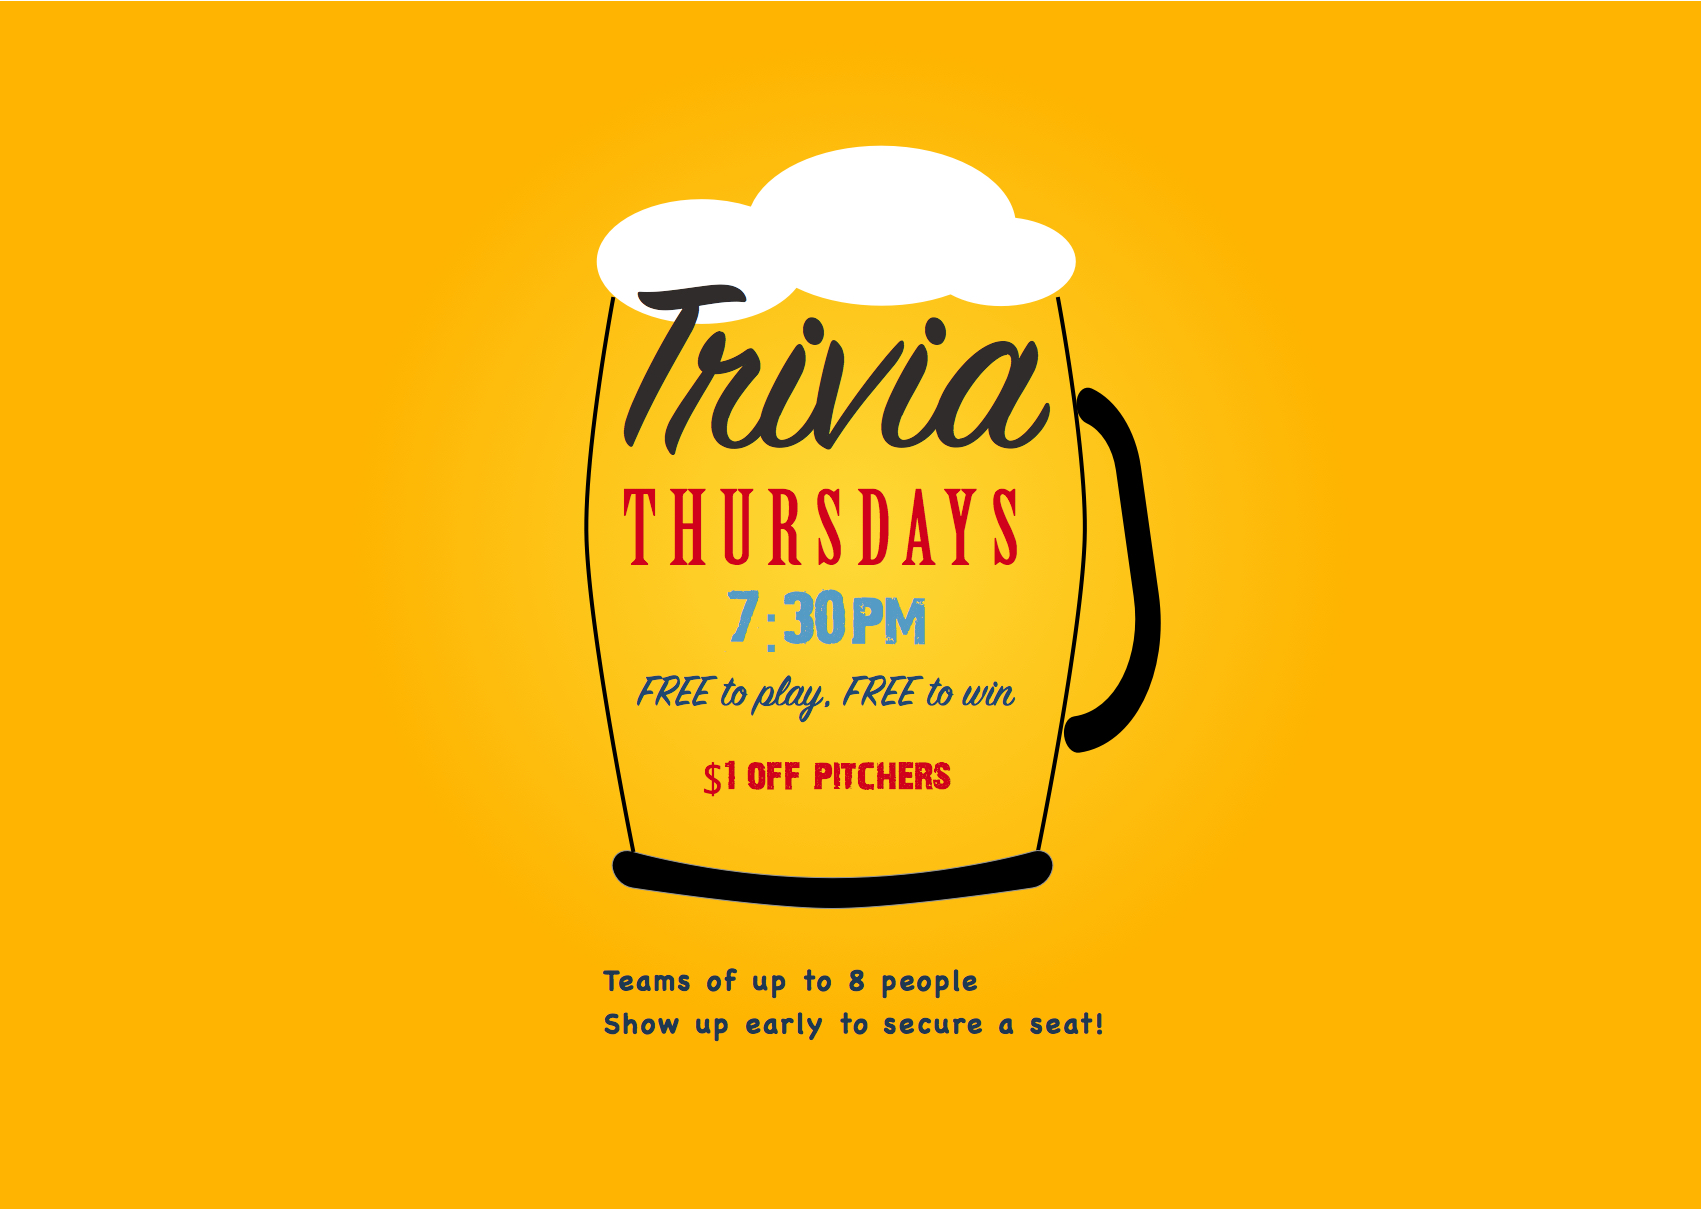 Trivia
THURSDAYS
7:30PM
FREE to play, FREE to win
$1 OFF PITCHERS
Teams of up to 8 people
Show up early to secure a seat!